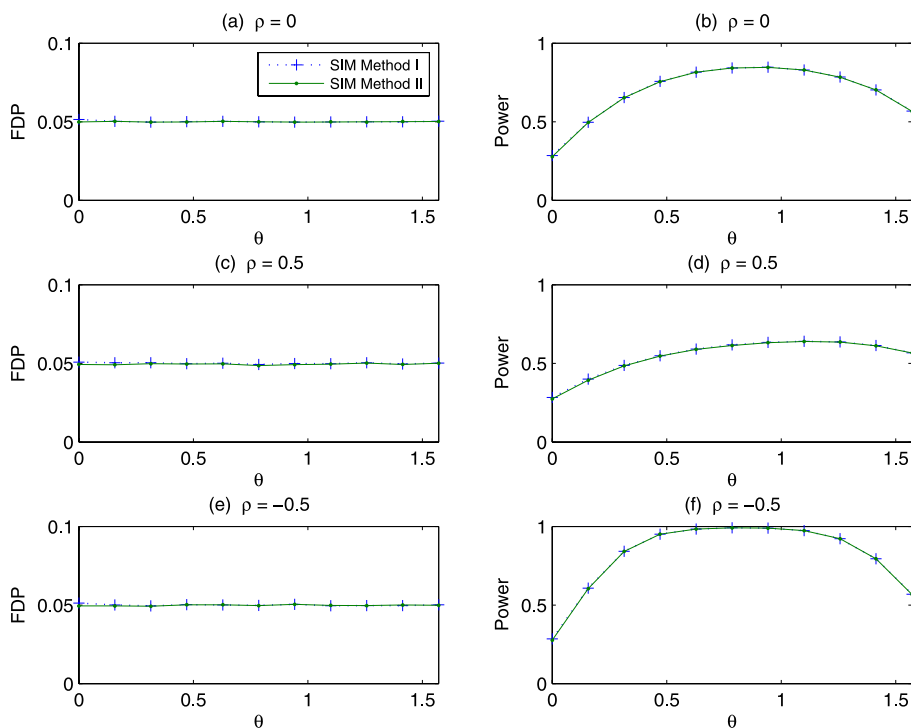 (a) ρ = 0
0.1
0.05
0
FDP
SIM Method I
SIM Method II
0 0.5 1 1.5
θ
(b) ρ = 0
1
0.5
0
Power
0 0.5 1 1.5
θ
(c) ρ = 0.5
0.1
0.05
0
FDP
0 0.5 1 1.5
θ
(d) ρ = 0.5
1
0.5
0
Power
0 0.5 1 1.5
θ
(e) ρ = −0.5
0.1
0.05
0
FDP
0 0.5 1 1.5
θ
(f) ρ = −0.5
1
0.5
0
Power
0 0.5 1 1.5
θ